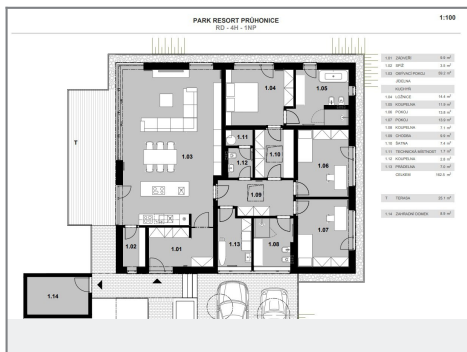 PARK RESORT PRŮHONICE
RD - 4H - 1NP
1:100
1.04
1.05
1.11
1.12
1.10
1.03
1.06
T
1.09
1.07
1.02
1.01
1.13
1.08
1.14
1.01 ZÁDVEŘÍ
1.02 SPÍŽ
1.03 OBÝVACÍ POKOJ
JÍDELNA
KUCHYŇ
1.04 LOŽNICE
1.05 KOUPELNA
1.06 POKOJ
1.07 POKOJ
1.08 KOUPELNA
1.09 CHODBA
1.10 ŠATNA
1.11 TECHNICKÁ MÍSTNOST
1.12 KOUPELNA
1.13 PRÁDELNA
CELKEM
T TERASA
1.14 ZAHRADNÍ DOMEK